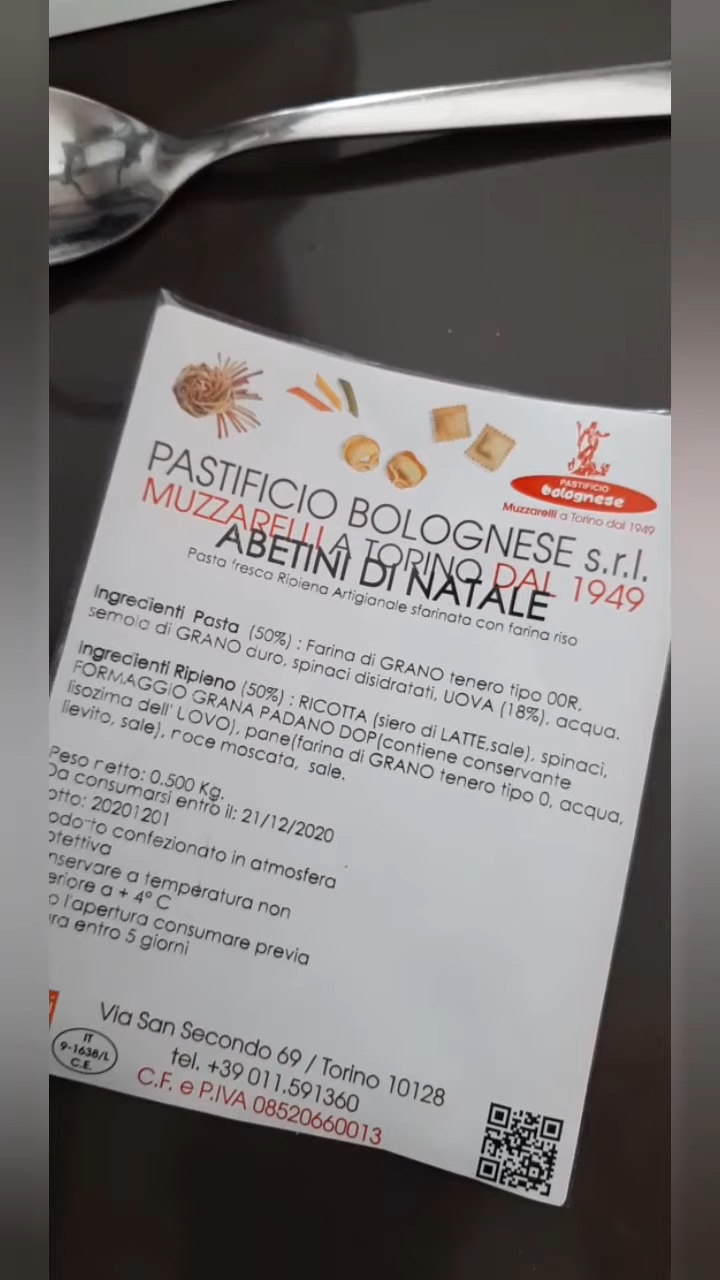 PASTIFICIO
bolognese
Muzzarelli a Torino dal 1949
PASTIFICIO BOLOGNESE s.r.l.
MUZZARELLI A TORINO DAL 1949
ABETINI DI NATALE
Pasta fresca Ripiena Artigianale sfarinata con farina riso
Ingredienti Pasta (50%) : Farina di GRANO tenero tipo 00R,
semola di GRANO duro, spinaci disidratati, UOVA (18%), acqua.
Ingredienti Ripieno (50%) : RICOTTA (siero di LATTE,sale), spinaci,
FORMAGGIO GRANA PADANO DOP(contiene conservante
lisozima dell' UOVO), pane(farina di GRANO tenero tipo 0, acqua,
lievito, sale), noce moscata, sale.
Peso netto: 0.500 Kg.
Da consumarsi entro il: 21/12/2020
otto: 20201201
odotto confezionato in atmosfera
otettiva
nservare a temperatura non
eriore a + 4° C
o l'apertura consumare previa
ura entro 5 giorni
Via San Secondo 69 / Torino 10128
tel. +39 011.591360
C.F. e P.IVA 08520660013
IT
9-1638/L
C.E.